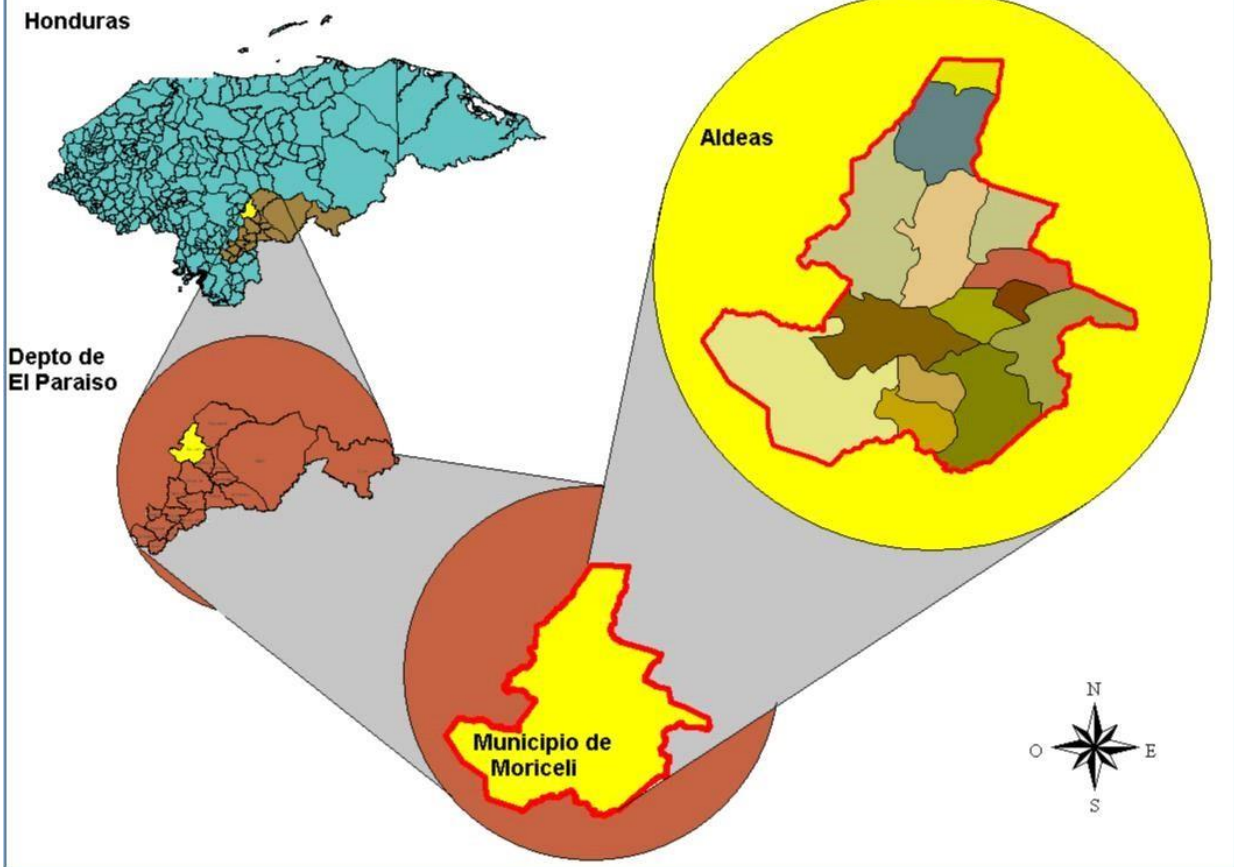 Honduras
Aldeas
Depto de
El Paraiso
Municipio de
Moriceli
N
O
E
S